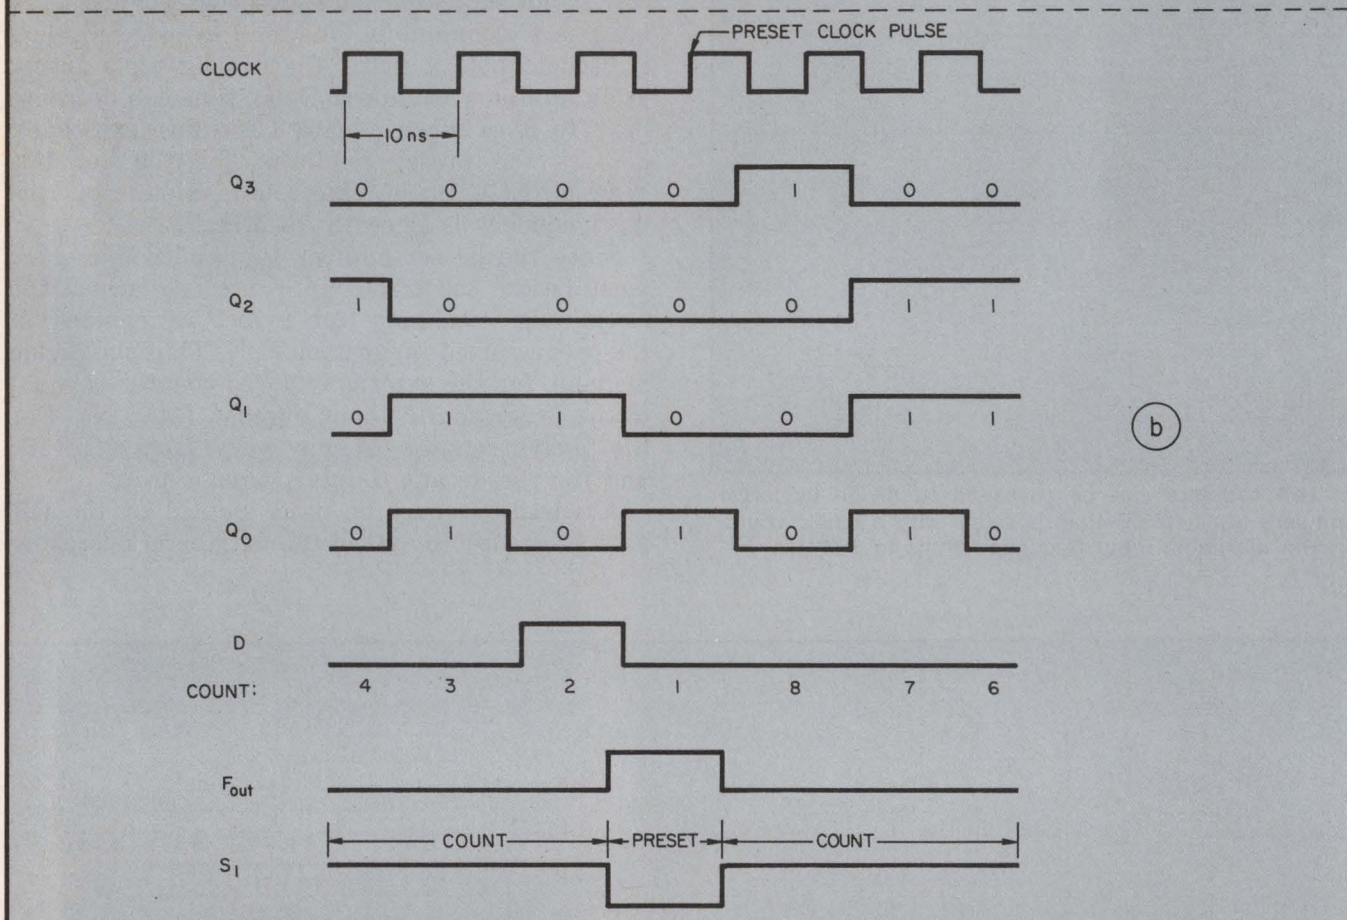 PRESET CLOCK PULSE
CLOCK
10 ns
Q3 0 0 0 0 1 0 0
Q2 1 0 0 0 0 1 1
Q1 0 1 1 0 0 1 1
b
Q0 0 1 0 1 0 1 0
D
COUNT: 4 3 2 1 8 7 6
Fout
COUNT PRESET COUNT
S1